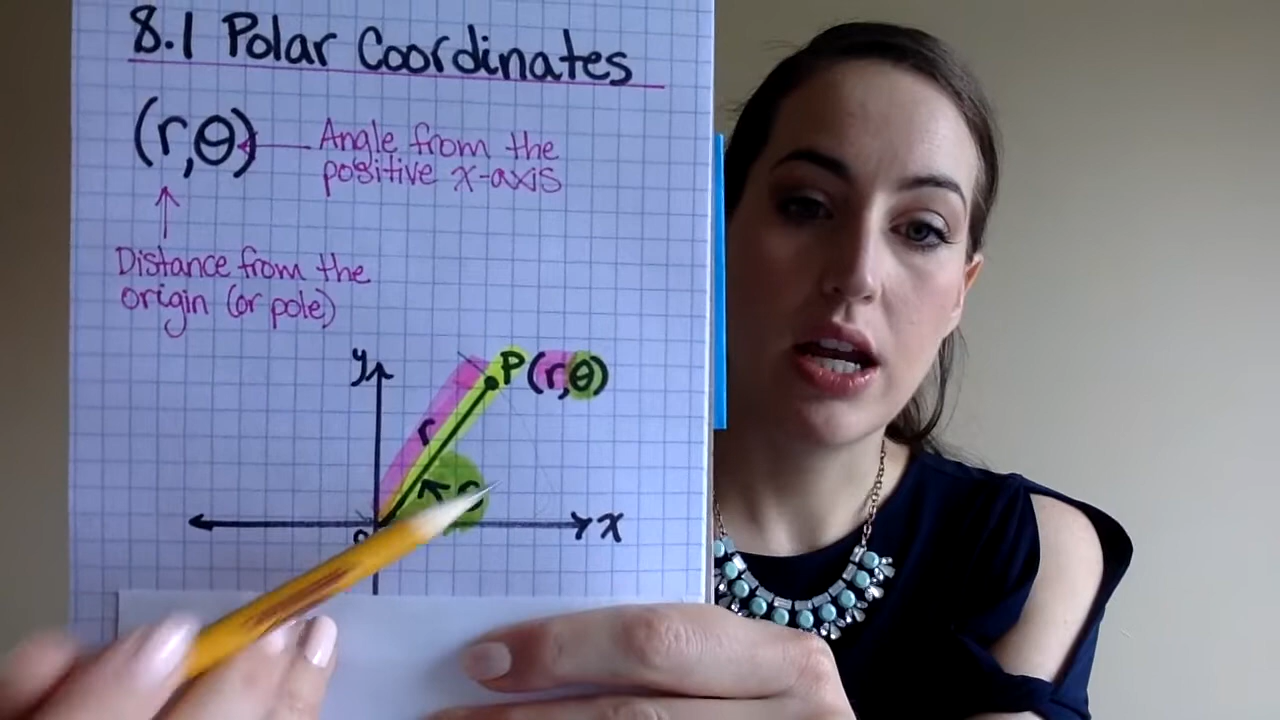 8.1 Polar Coordinates
(r,θ)
Angle from the
positive x-axis
Distance from the
origin (or pole)
y
P(r,θ)
r
x